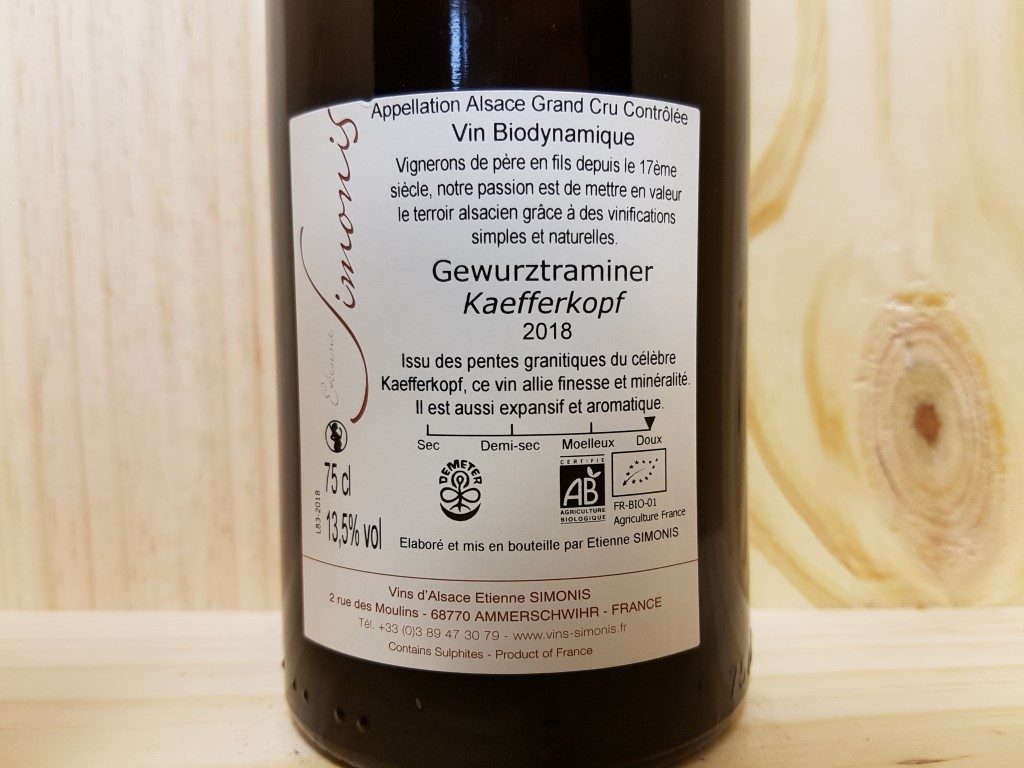 Appellation Alsace Grand Cru Contrôlée
Vin Biodynamique
Vignerons de père en fils depuis le 17ème
siècle, notre passion est de mettre en valeur
le terroir alsacien grâce à des vinifications
simples et naturelles.
Gewurztraminer
Kaefferkopf
2018
Issu des pentes granitiques du célèbre
Kaefferkopf, ce vin allie finesse et minéralité.
Il est aussi expansif et aromatique.
Sec Demi-sec Moelleux Doux
Etienne Simonis
75 cl
13,5% vol
LB3-2018
DEMETER
CERTIFIÉ
AB
AGRICULTURE
BIOLOGIQUE
FR-BIO-01
Agriculture France
Elaboré et mis en bouteille par Etienne SIMONIS
Vins d'Alsace Etienne SIMONIS
2 rue des Moulins - 68770 AMMERSCHWIHR - FRANCE
Tél. +33 (0)3 89 47 30 79 - www.vins-simonis.fr
Contains Sulphites - Product of France